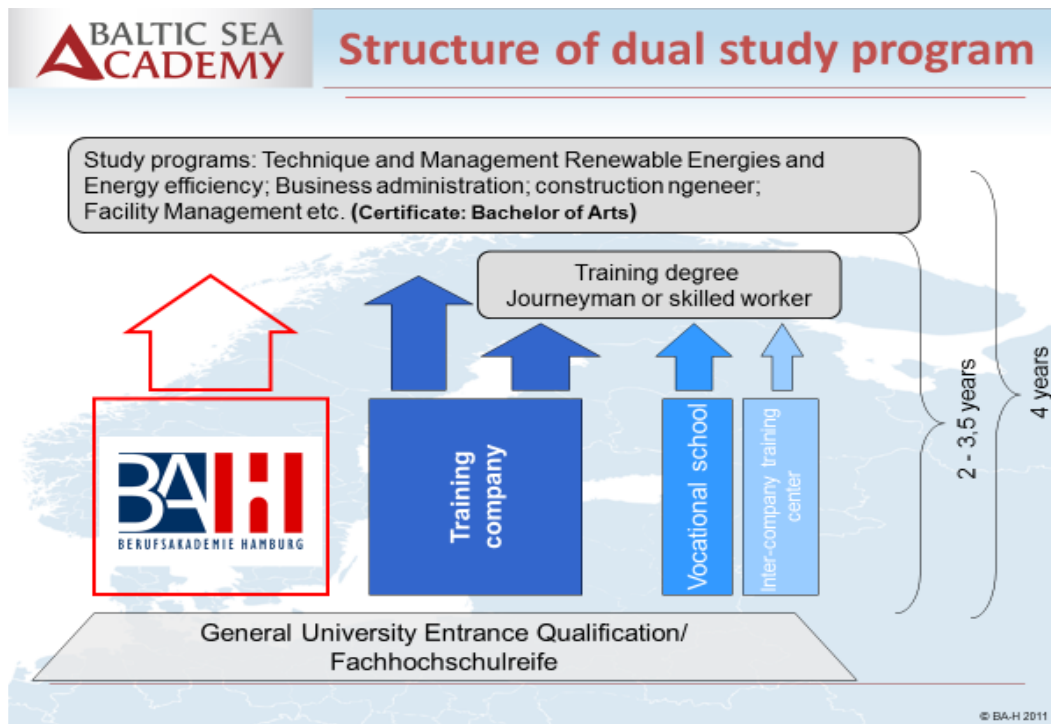 BALTIC SEA
ACADEMY
Structure of dual study program
Study programs: Technique and Management Renewable Energies and
Energy efficiency; Business administration; construction ngeneer;
Facility Management etc. (Certificate: Bachelor of Arts)
Training degree
Journeyman or skilled worker
BAH
BERUFSAKADEMIE HAMBURG
Training
company
Vocational school
Inter-company training
center
2 - 3,5 years
4 years
General University Entrance Qualification/
Fachhochschulreife
© BA-H 2011